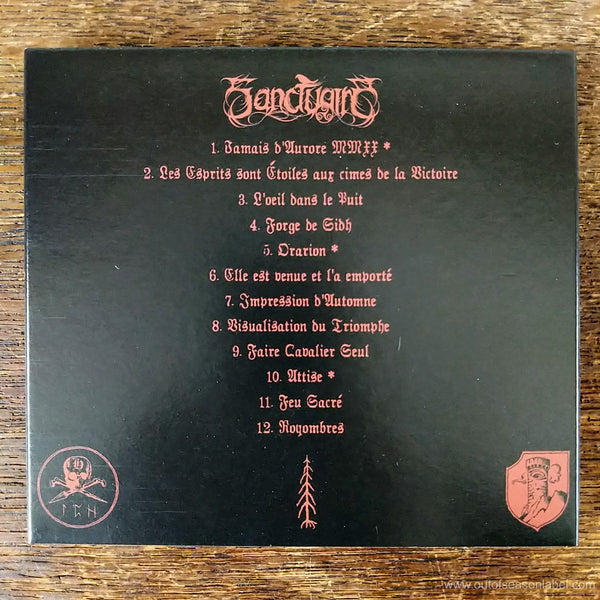 Sanctuaire
1. Jamais d'Aurore MMXX *
2. Les Esprits sont Étoiles aux cimes de la Victoire
3. L'oeil dans le Puit
4. Forge de Sidh
5. Orarion *
6. Elle est venue et l'a emporté
7. Impression d'Automne
8. Visualisation du Triomphe
9. Faire Cavalier Seul
10. Attise *
11. Feu Sacré
12. Royombres
ᛚ ᛈ ᚺ
www.outofseasonlabel.com